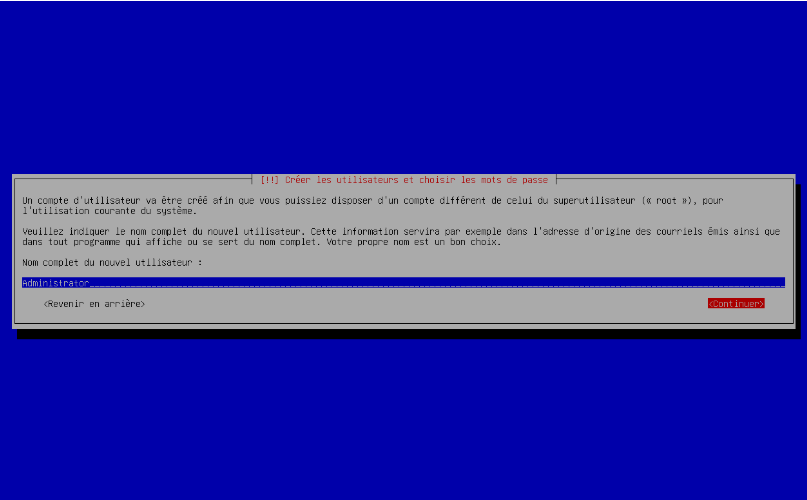 [!!] Créer les utilisateurs et choisir les mots de passe
Un compte d'utilisateur va être créé afin que vous puissiez disposer d'un compte différent de celui du superutilisateur (« root »), pour
l'utilisation courante du système.
Veuillez indiquer le nom complet du nouvel utilisateur. Cette information servira par exemple dans l'adresse d'origine des courriels émis ainsi que
dans tout programme qui affiche ou se sert du nom complet. Votre propre nom est un bon choix.
Nom complet du nouvel utilisateur :
Administrator
<Revenir en arrière> <Continuer>